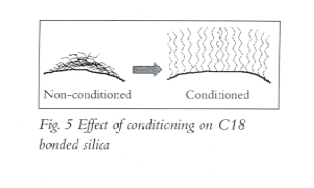 Non-conditioned Conditioned
Fig. 5 Effect of conditioning on C18
bonded silica